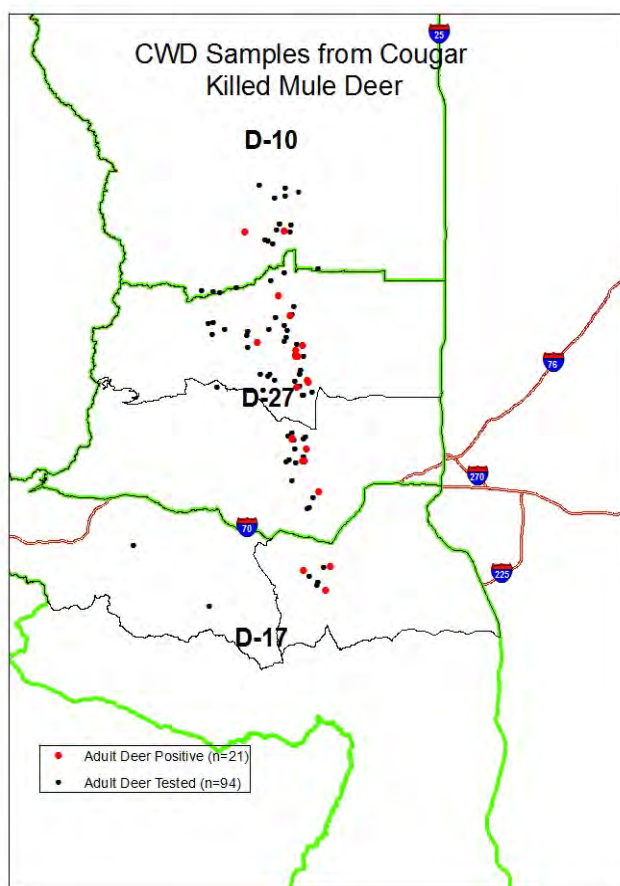 25
CWD Samples from Cougar
Killed Mule Deer
D-10
76
D-27
270
70
225
D-17
Adult Deer Positive (n=21)
Adult Deer Tested (n=94)